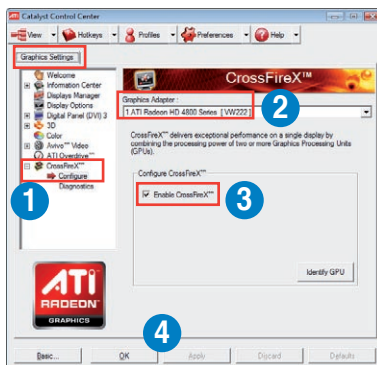 Catalyst Control Center
View Hotkeys Profiles Preferences Help
Graphics Settings
Welcome
Information Center
Displays Manager
Display Options
Digital Panel (DVI) 3
3D
Color
Avivo™ Video
ATI Overdrive™
CrossFireX™
Configure
Diagnostics
1
CrossFireX™
Graphics Adapter :
1 ATI Radeon HD 4800 Series [ VW222 ]
2
CrossFireX™ delivers exceptional performance on a single display by
combining the processing power of two or more Graphics Processing Units
(GPUs).
Configure CrossFireX™
Enable CrossFireX™
3
Identify GPU
ATI
RADEON
GRAPHICS
4
Basic... OK Apply Discard Defaults